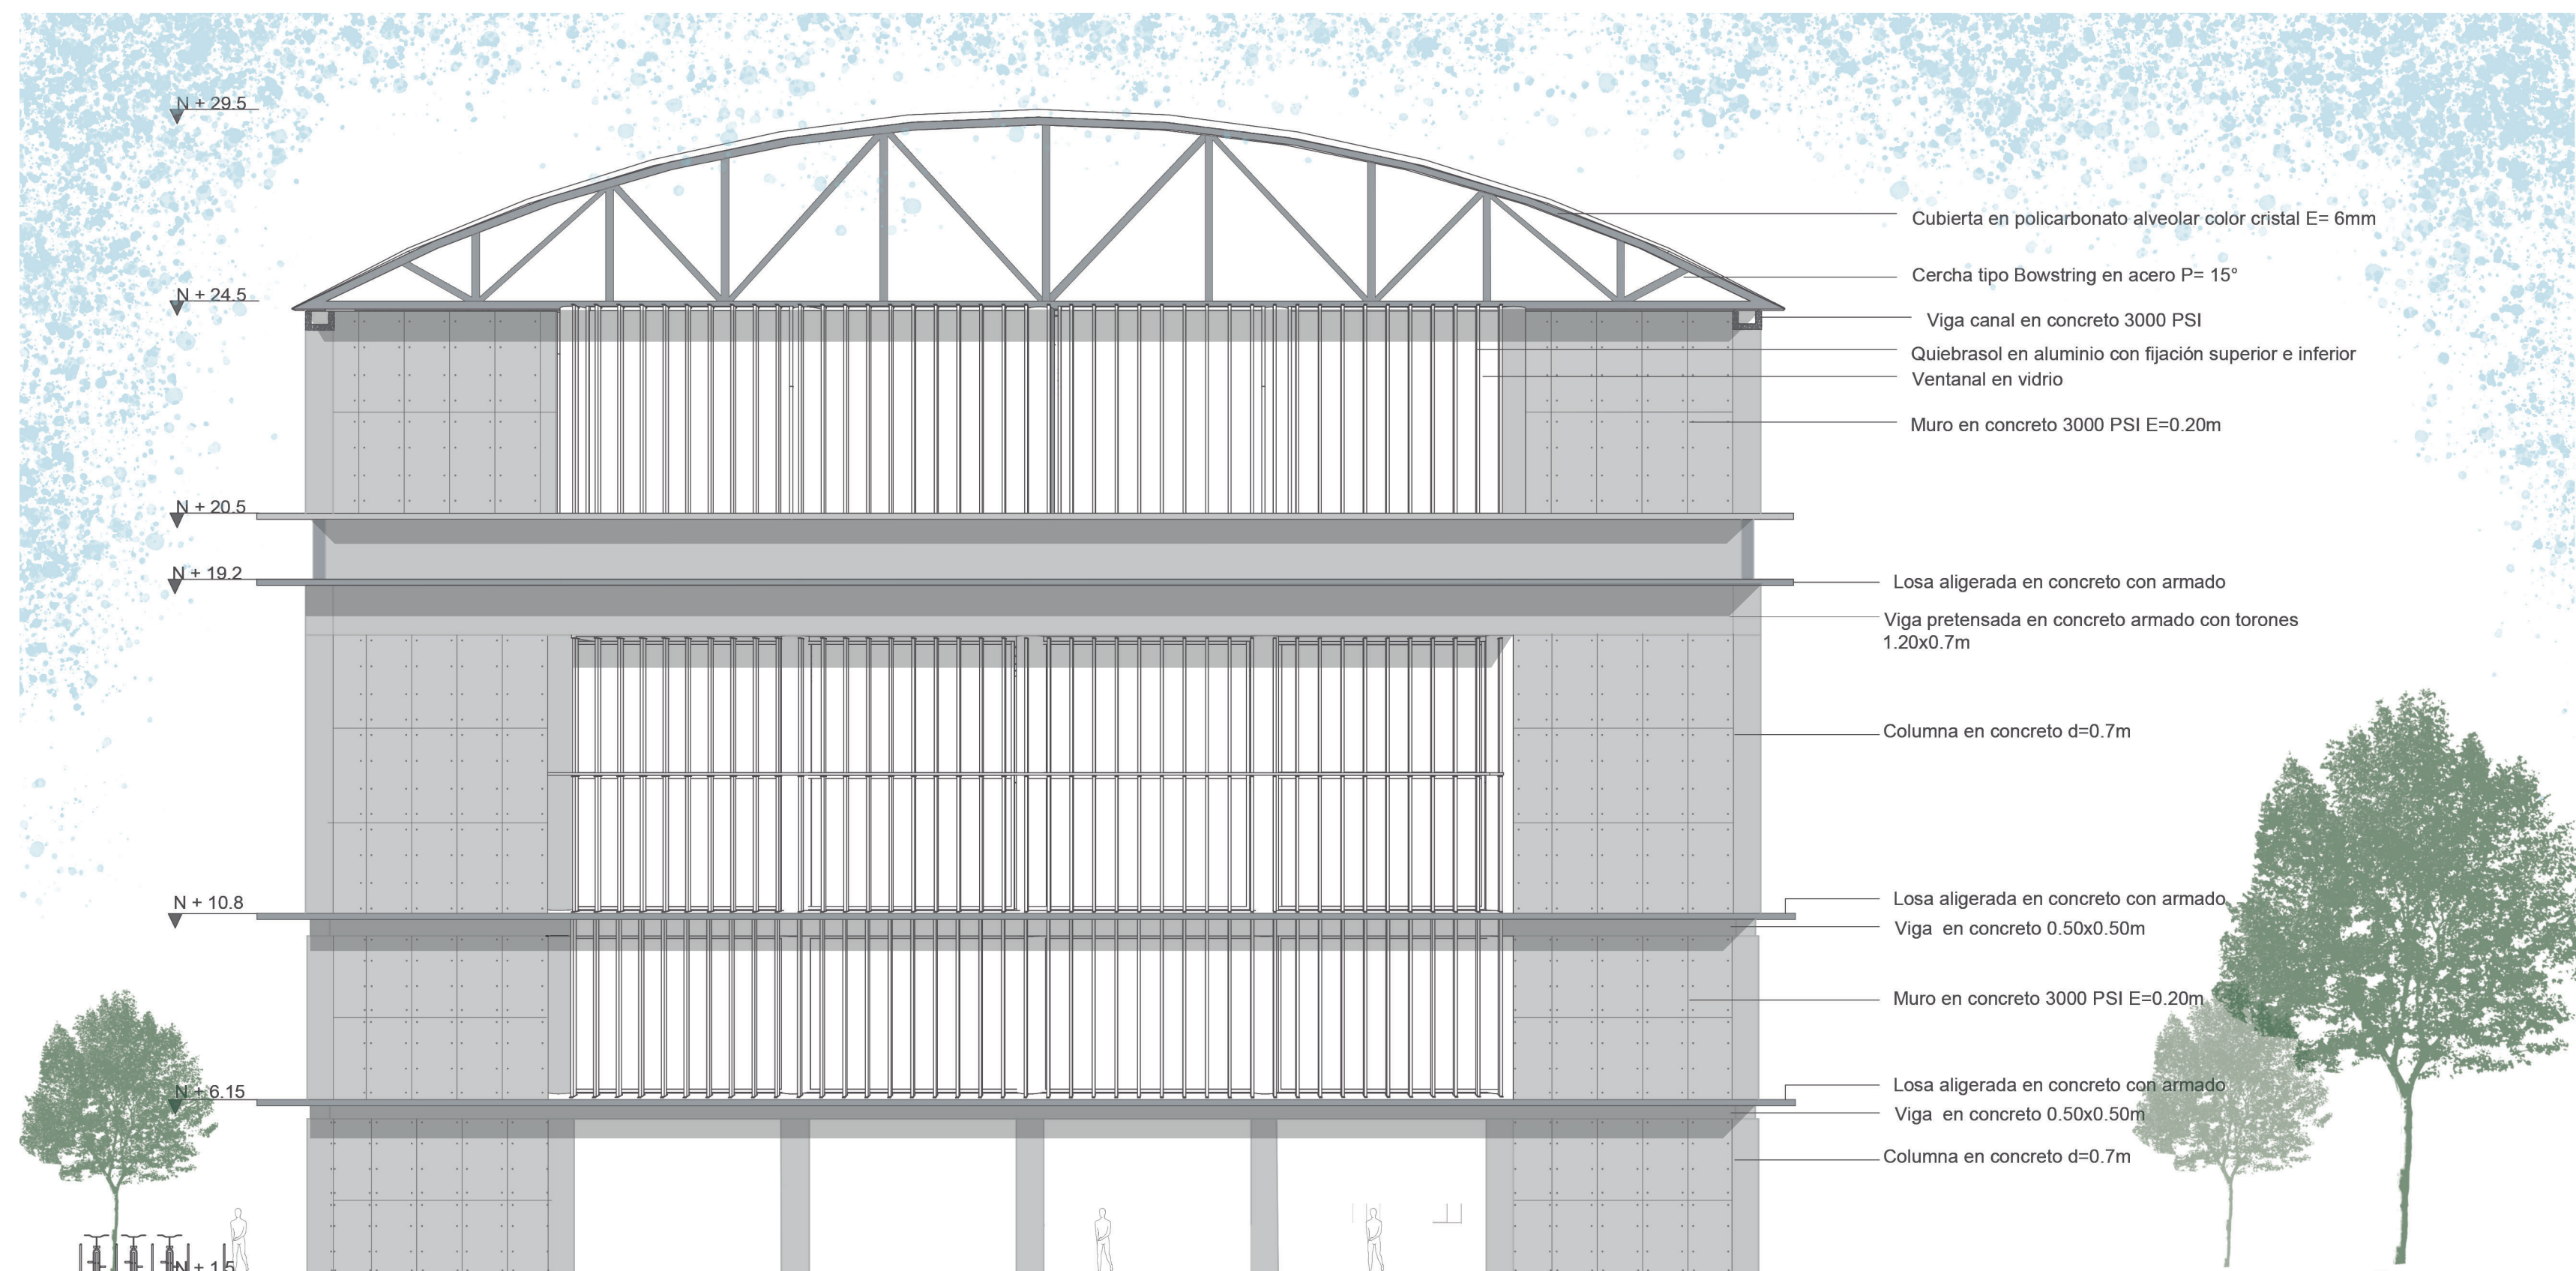 N + 29.5
N + 24.5
N + 20.5
N + 19.2
N + 10.8
N + 6.15
N + 1.5
Cubierta en policarbonato alveolar color cristal E= 6mm
Cercha tipo Bowstring en acero P= 15°
Viga canal en concreto 3000 PSI
Quiebrasol en aluminio con fijación superior e inferior
Ventanal en vidrio
Muro en concreto 3000 PSI E=0.20m
Losa aligerada en concreto con armado
Viga pretensada en concreto armado con torones
1.20x0.7m
Columna en concreto d=0.7m
Losa aligerada en concreto con armado
Viga en concreto 0.50x0.50m
Muro en concreto 3000 PSI E=0.20m
Losa aligerada en concreto con armado
Viga en concreto 0.50x0.50m
Columna en concreto d=0.7m